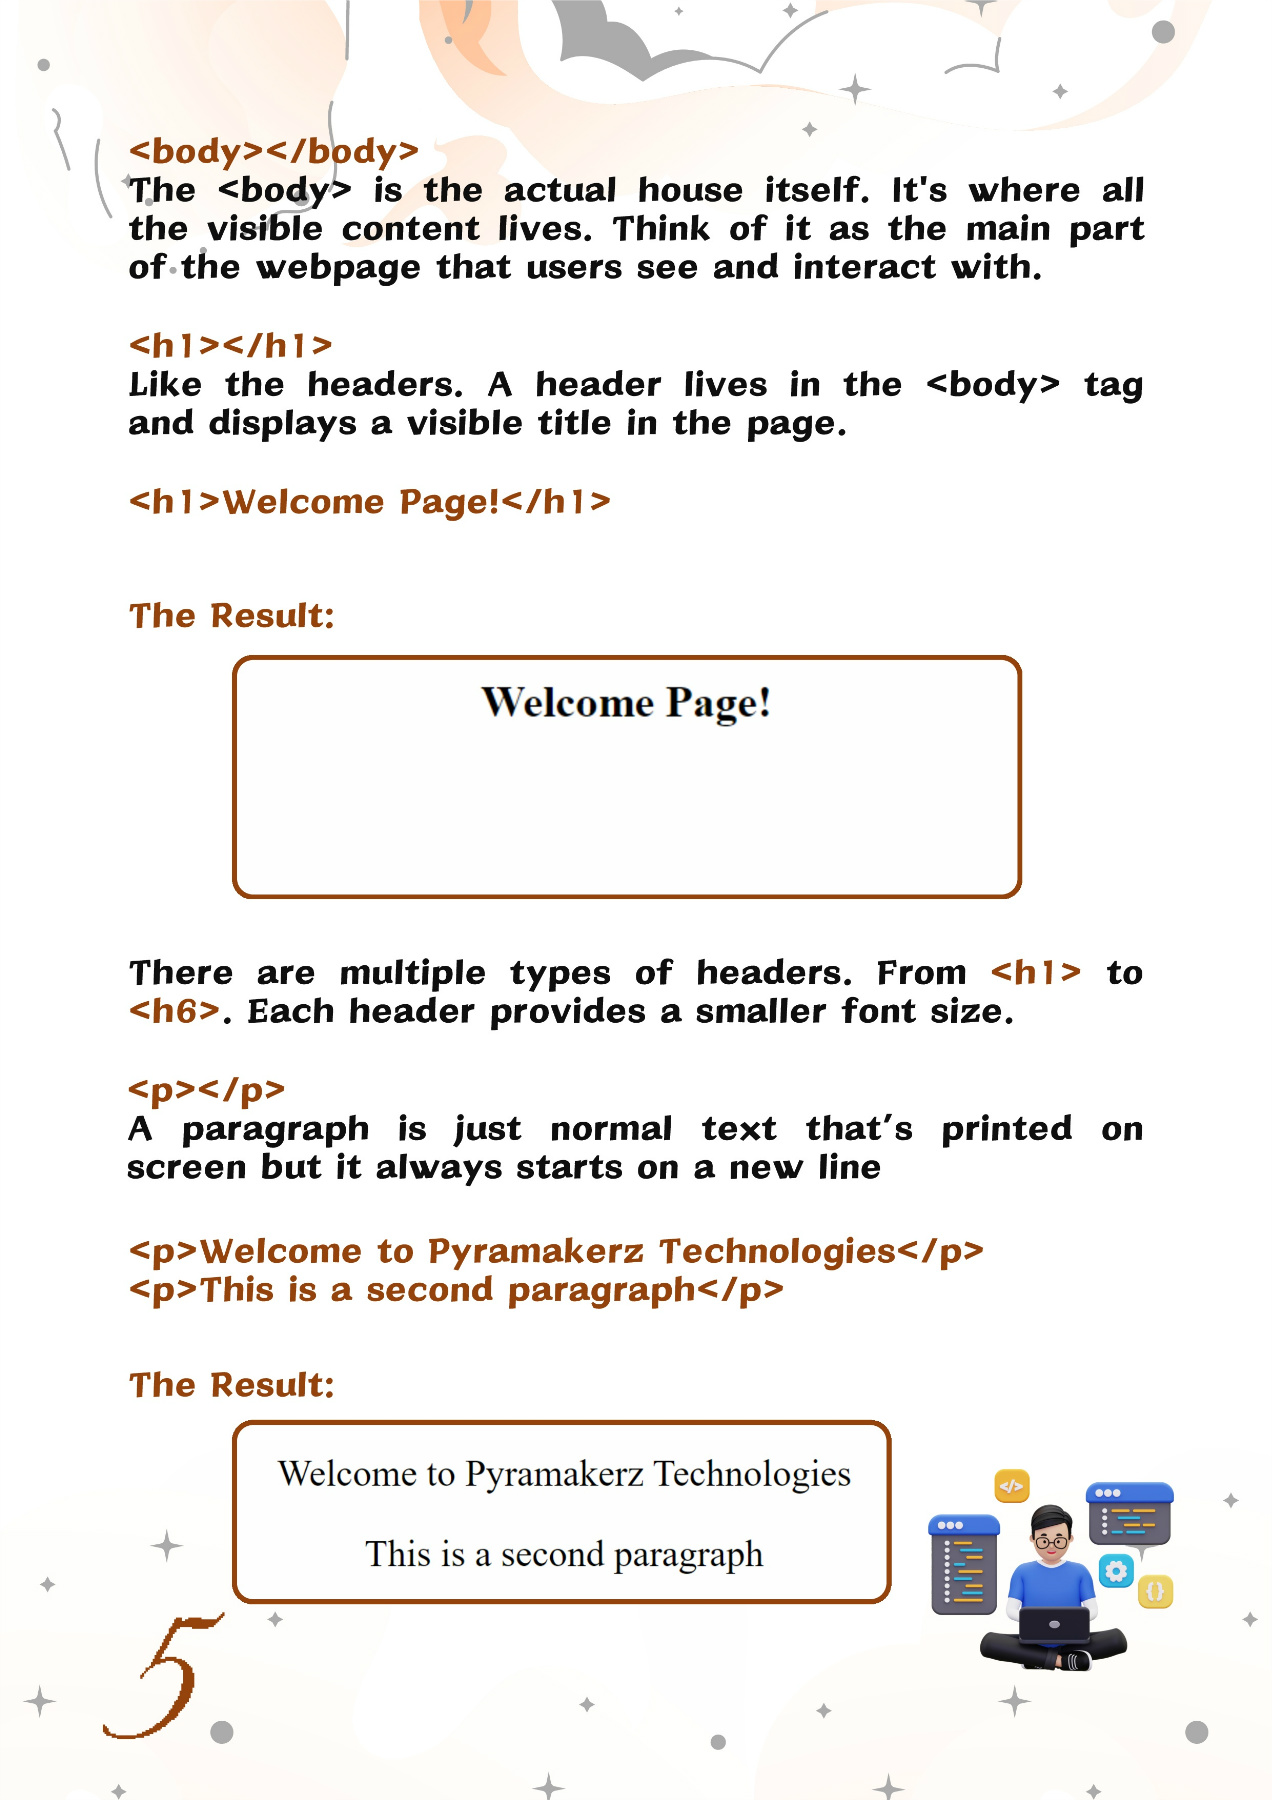 <body></body>
The <body> is the actual house itself. It's where all
the visible content lives. Think of it as the main part
of the webpage that users see and interact with.
<h1></h1>
Like the headers. A header lives in the <body> tag
and displays a visible title in the page.
<h1>Welcome Page!</h1>
The Result:
Welcome Page!
There are multiple types of headers. From <h1> to
<h6>. Each header provides a smaller font size.
<p></p>
A paragraph is just normal text that's printed on
screen but it always starts on a new line
<p>Welcome to Pyramakerz Technologies</p>
<p>This is a second paragraph</p>
The Result:
Welcome to Pyramakerz Technologies
This is a second paragraph
</>
{}
5